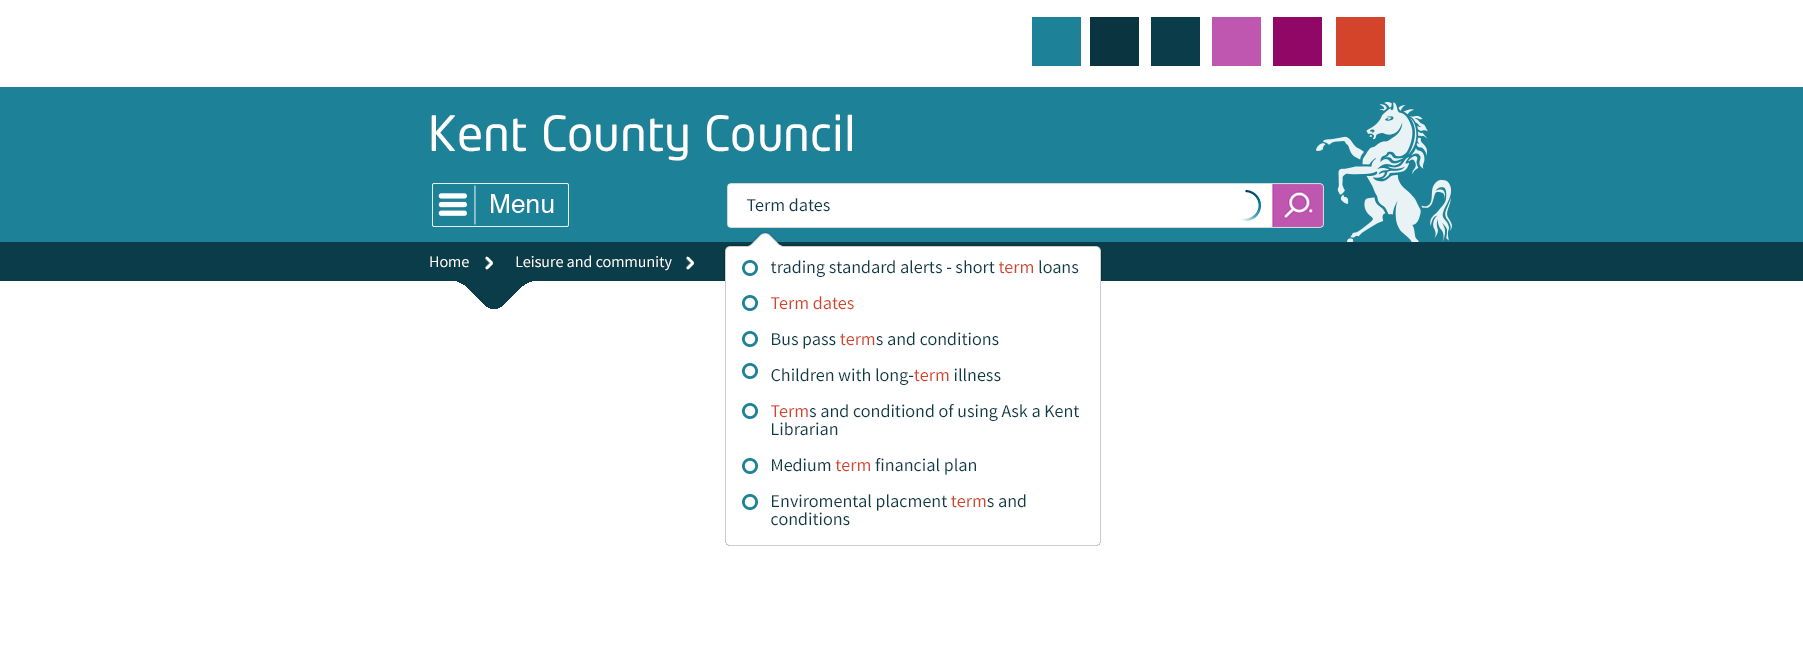 Kent County Council
Menu
Term dates
Home
Leisure and community
trading standard alerts - short term loans
Term dates
Bus pass terms and conditions
Children with long-term illness
Terms and conditiond of using Ask a Kent
Librarian
Medium term financial plan
Enviromental placment terms and
conditions